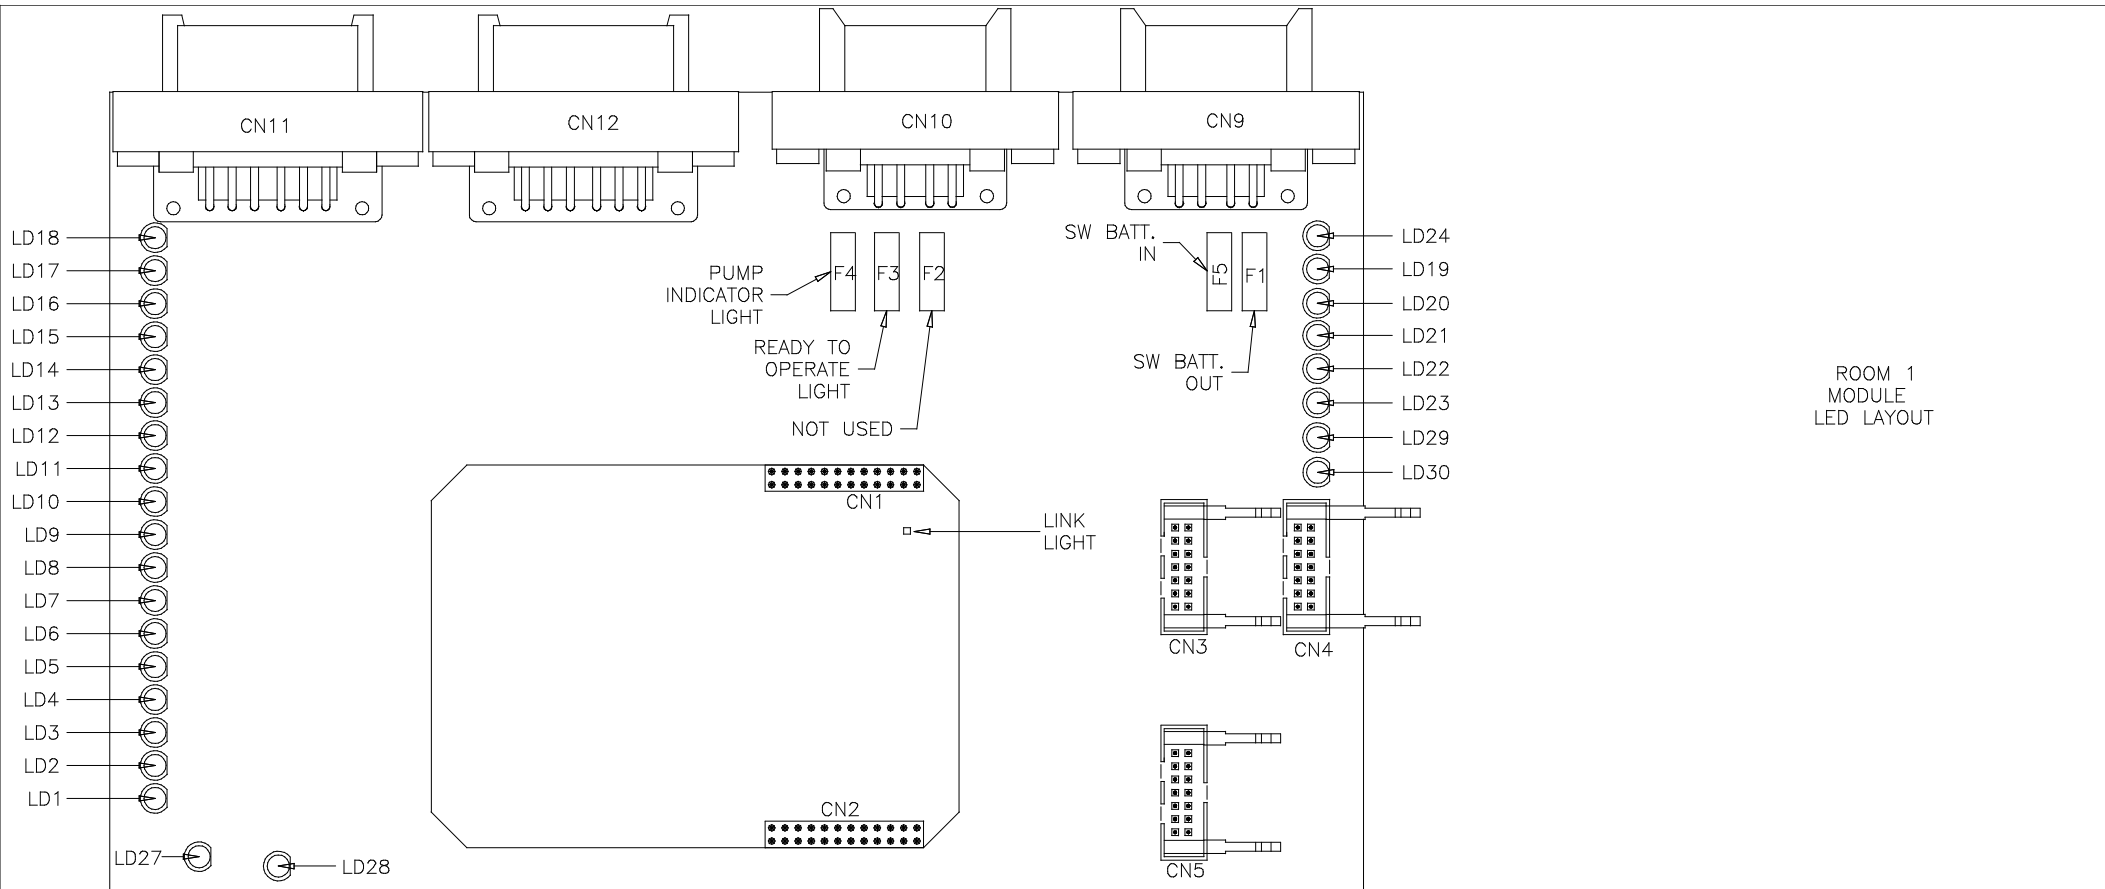 CN11
CN12
CN10
CN9
LD18
LD17
LD16
LD15
LD14
LD13
LD12
LD11
LD10
LD9
LD8
LD7
LD6
LD5
LD4
LD3
LD2
LD1
LD27
LD28
PUMP
INDICATOR
LIGHT
F4
F3
F2
READY TO
OPERATE
LIGHT
NOT USED
SW BATT.
IN
F5
F1
SW BATT.
OUT
LD24
LD19
LD20
LD21
LD22
LD23
LD29
LD30
CN1
LINK
LIGHT
CN2
CN3
CN4
CN5
ROOM 1
MODULE
LED LAYOUT